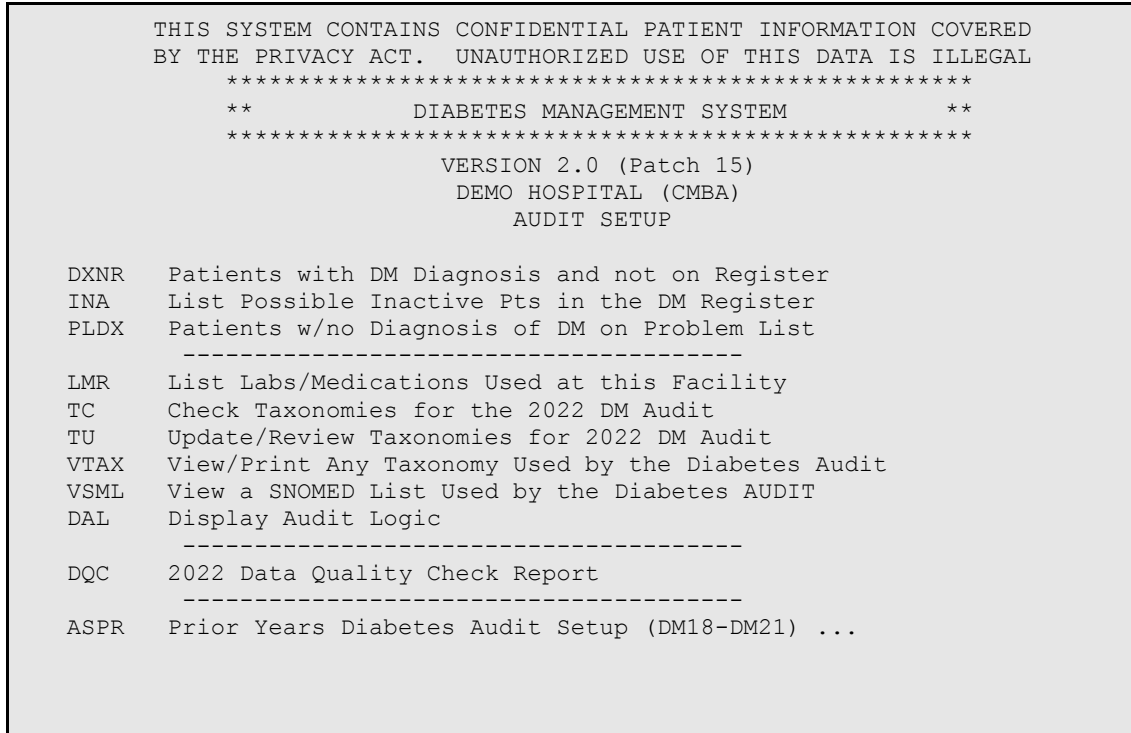 THIS SYSTEM CONTAINS CONFIDENTIAL PATIENT INFORMATION COVERED
BY THE PRIVACY ACT.  UNAUTHORIZED USE OF THIS DATA IS ILLEGAL
****************************************************
**           DIABETES MANAGEMENT SYSTEM           **
****************************************************
VERSION 2.0 (Patch 15)
DEMO HOSPITAL (CMBA)
AUDIT SETUP
DXNR   Patients with DM Diagnosis and not on Register
INA    List Possible Inactive Pts in the DM Register
PLDX   Patients w/no Diagnosis of DM on Problem List
---------------------------------------
LMR    List Labs/Medications Used at this Facility
TC     Check Taxonomies for the 2022 DM Audit
TU     Update/Review Taxonomies for 2022 DM Audit
VTAX   View/Print Any Taxonomy Used by the Diabetes Audit
VSML   View a SNOMED List Used by the Diabetes AUDIT
DAL    Display Audit Logic
---------------------------------------
DQC    2022 Data Quality Check Report
---------------------------------------
ASPR   Prior Years Diabetes Audit Setup (DM18-DM21) ...